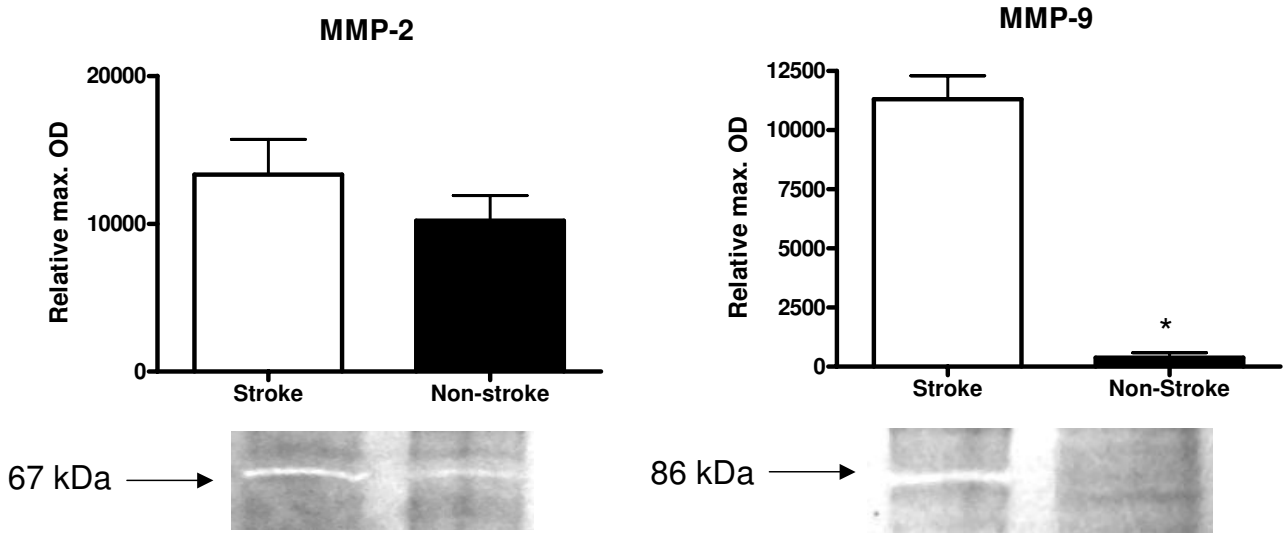 MMP-2
20000
10000
0
Relative max. OD
Stroke
Non-stroke
67 kDa
MMP-9
12500
10000
7500
5000
2500
0
Relative max. OD
*
Stroke
Non-Stroke
86 kDa